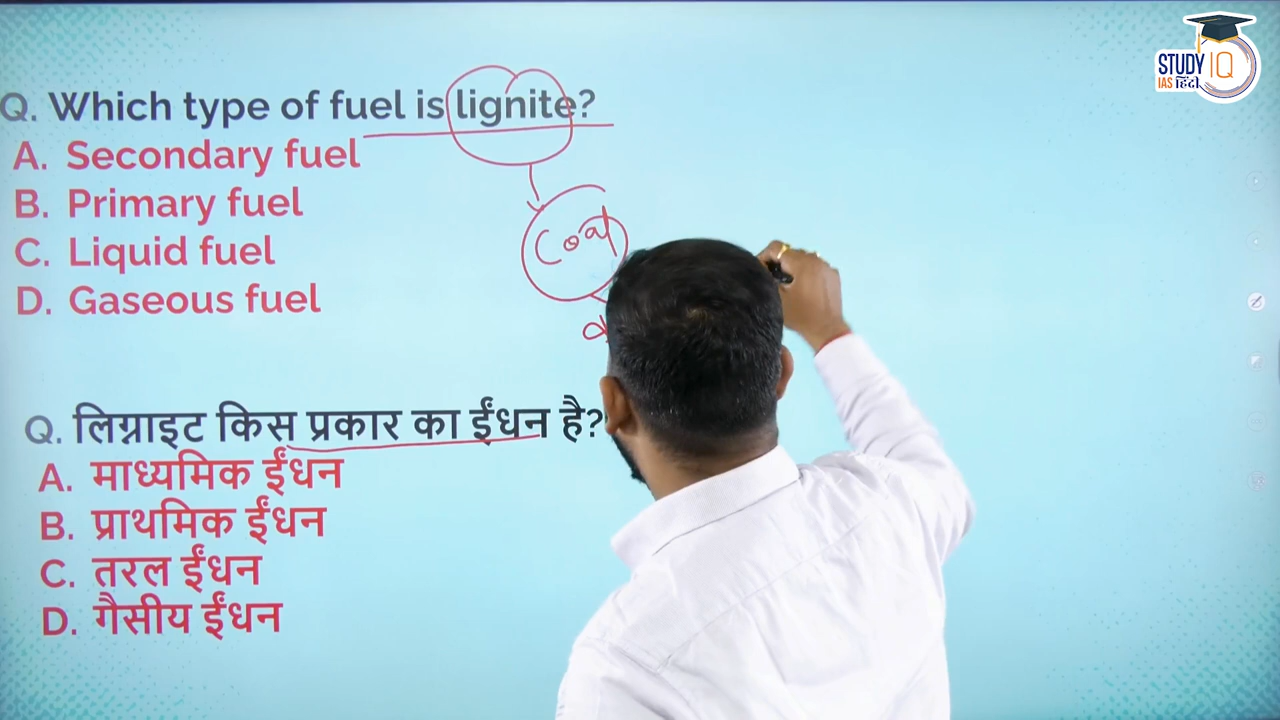 STUDY IQ
IAS हिंदी
Q. Which type of fuel is lignite?
A. Secondary fuel
B. Primary fuel
C. Liquid fuel
D. Gaseous fuel
Coal
Q. लिग्नाइट किस प्रकार का ईंधन है?
A. माध्यमिक ईंधन
B. प्राथमिक ईंधन
C. तरल ईंधन
D. गैसीय ईंधन